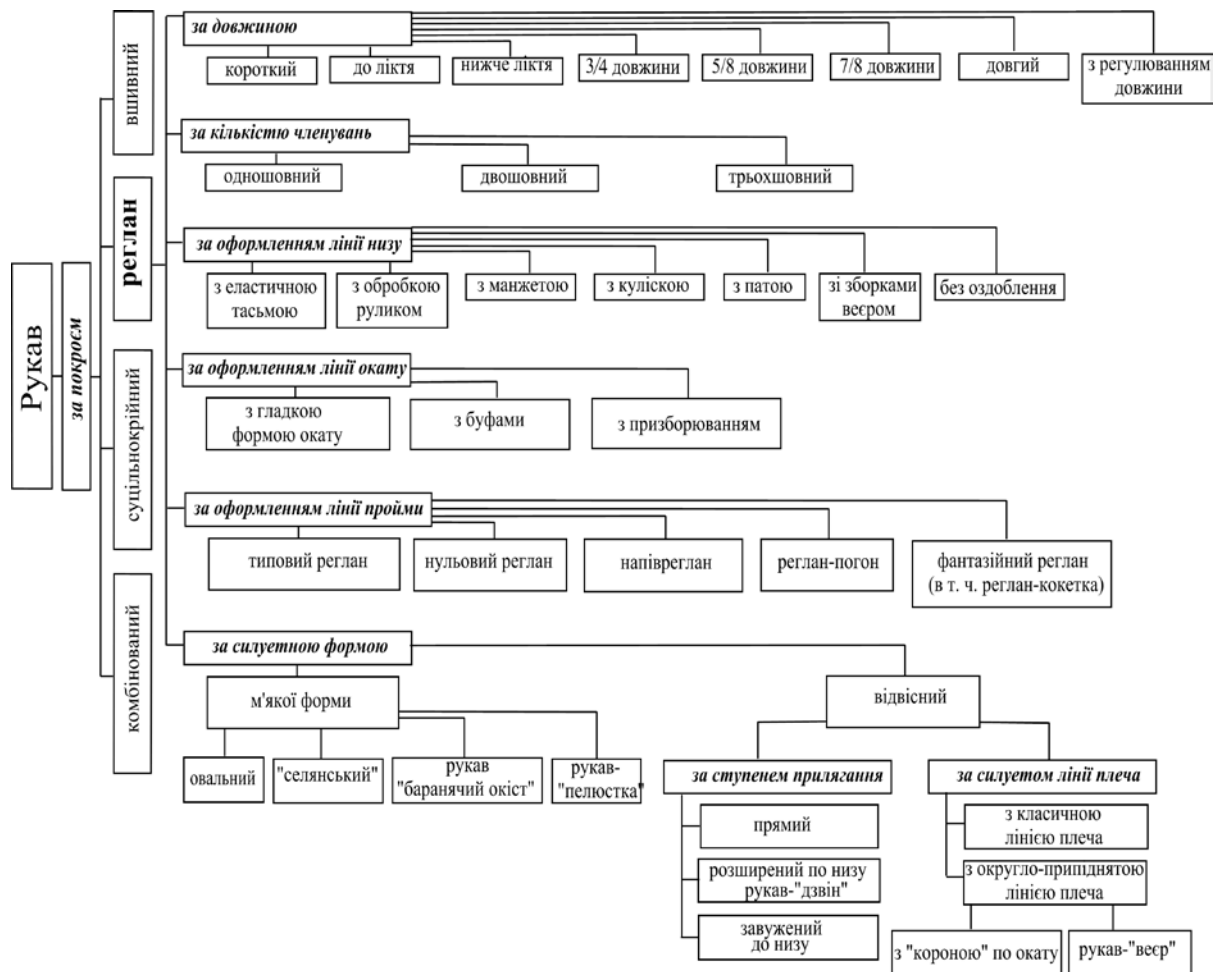 Рукав
за покроєм
вшивний
реглан
суцільнокрійний
комбінований
за довжиною
короткий
до ліктя
нижче ліктя
3/4 довжини
5/8 довжини
7/8 довжини
довгий
з регулюванням
довжини
за кількістю членувань
одношовний
двошовний
трьохшовний
за оформленням лінії низу
з еластичною
тасьмою
з обробкою
руликом
з манжетою
з куліскою
з патою
зі зборками
веєром
без оздоблення
за оформленням лінії окату
з гладкою
формою окату
з буфами
з призборюванням
за оформленням лінії пройми
типовий реглан
нульовий реглан
напівреглан
реглан-погон
фантазійний реглан
(в т. ч. реглан-кокетка)
за силуетною формою
м'якої форми
овальний
"селянський"
рукав
"баранячий окіст"
рукав-
"пелюстка"
відвісний
за ступенем прилягання
прямий
розширений по низу
рукав-"дзвін"
завужений
до низу
за силуетом лінії плеча
з класичною
лінією плеча
з округло-припіднятою
лінією плеча
з "короною" по окату
рукав-"веєр"